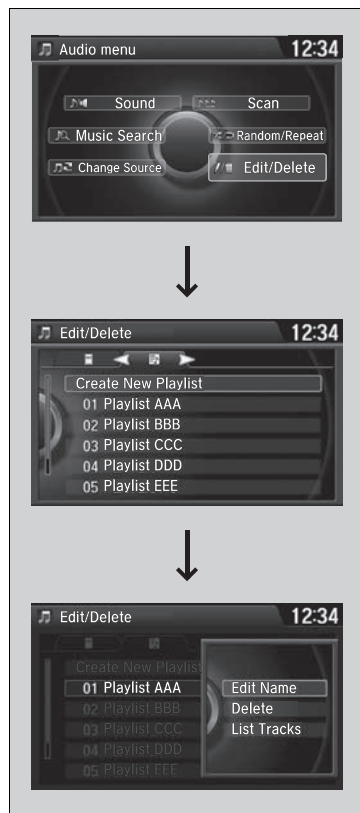 Audio menu 12:34
Sound Scan
Music Search Random/Repeat
Change Source Edit/Delete
Edit/Delete 12:34
Create New Playlist
01 Playlist AAA
02 Playlist BBB
03 Playlist CCC
04 Playlist DDD
05 Playlist EEE
Edit/Delete 12:34
Create New Playlist
01 Playlist AAA Edit Name
02 Playlist BBB Delete
03 Playlist CCC List Tracks
04 Playlist DDD
05 Playlist EEE